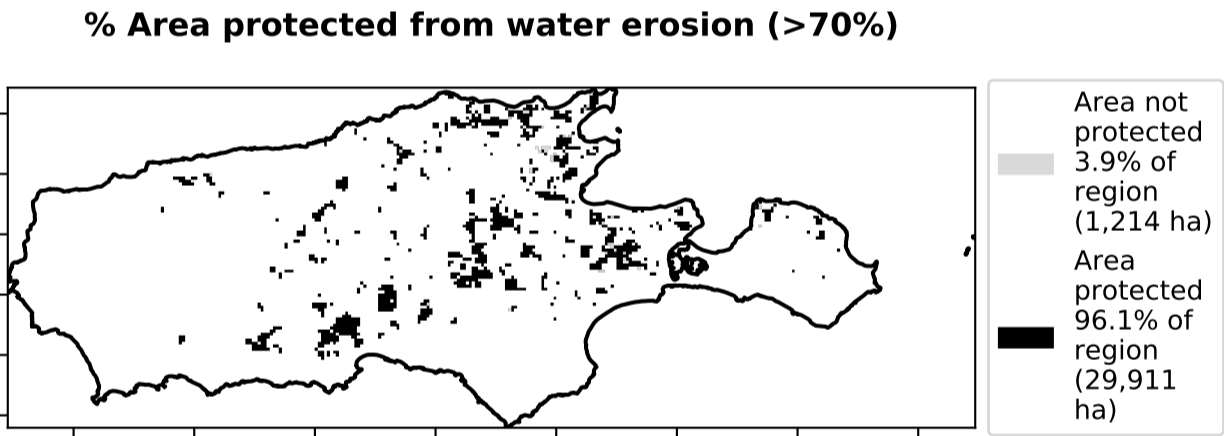 % Area protected from water erosion (>70%)
Area not
protected
3.9% of
region
(1,214 ha)
Area
protected
96.1% of
region
(29,911
ha)